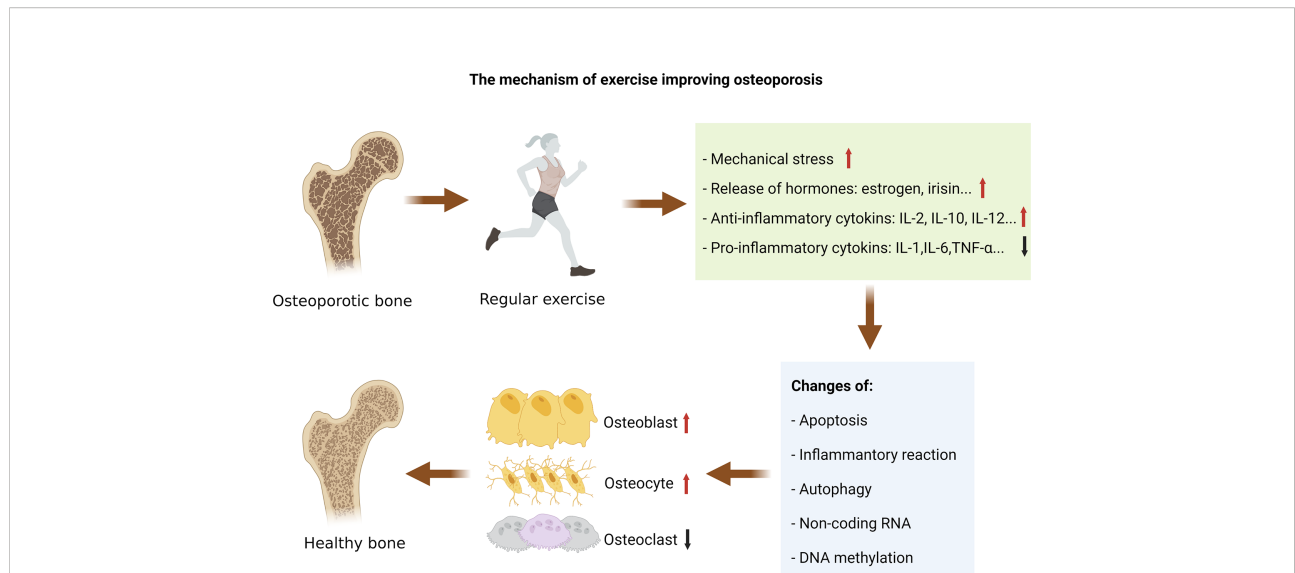 The mechanism of exercise improving osteoporosis
- Mechanical stress
- Release of hormones: estrogen, irisin...
- Anti-inflammatory cytokins: IL-2, IL-10, IL-12...
- Pro-inflammatory cytokins: IL-1,IL-6,TNF-α...
Osteoporotic bone
Regular exercise
Changes of:
- Apoptosis
- Inflammantory reaction
- Autophagy
- Non-coding RNA
- DNA methylation
Osteoblast
Osteocyte
Osteoclast
Healthy bone